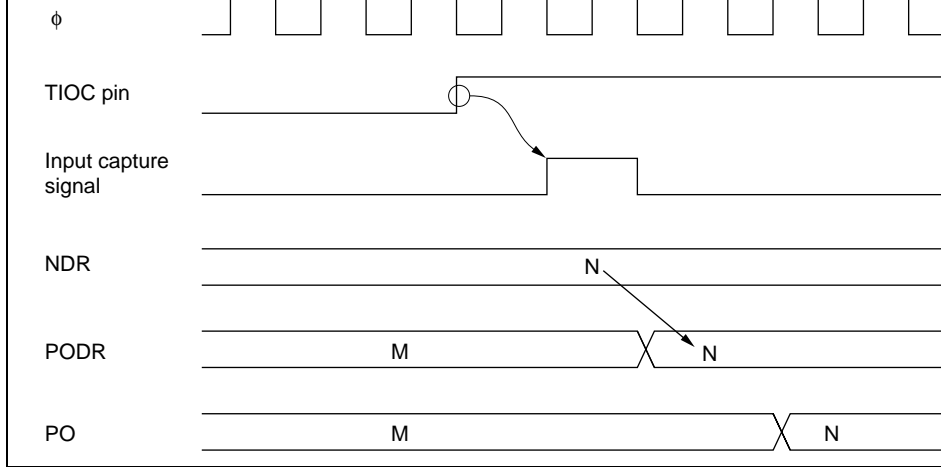 ϕ
TIOC pin
Input capture
signal
NDR
N
PODR
M
N
PO
M
N